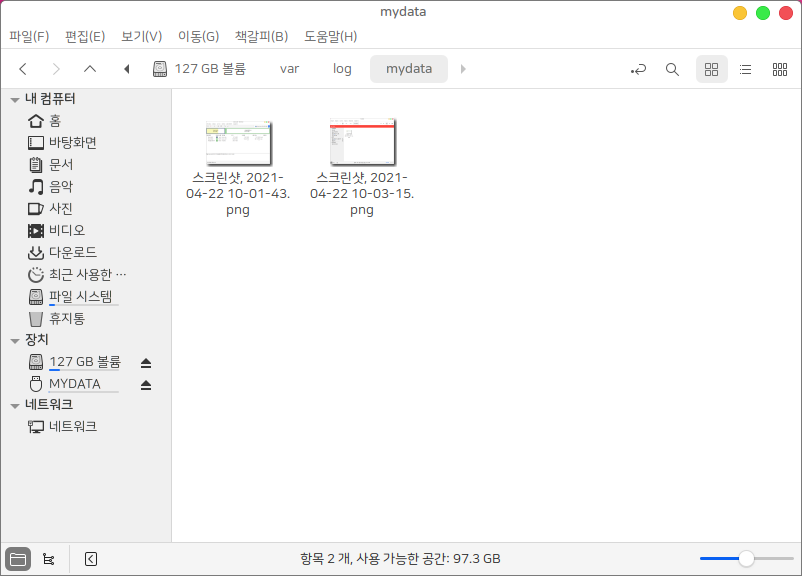 mydata
파일(F) 편집(E) 보기(V) 이동(G) 책갈피(B) 도움말(H)
127 GB 볼륨 var log mydata
내 컴퓨터
홈
바탕화면
문서
음악
사진
비디오
다운로드
최근 사용한 …
파일 시스템
휴지통
장치
127 GB 볼륨
MYDATA
네트워크
네트워크
스크린샷, 2021-
04-22 10-01-43.
png
스크린샷, 2021-
04-22 10-03-15.
png
항목 2 개, 사용 가능한 공간: 97.3 GB